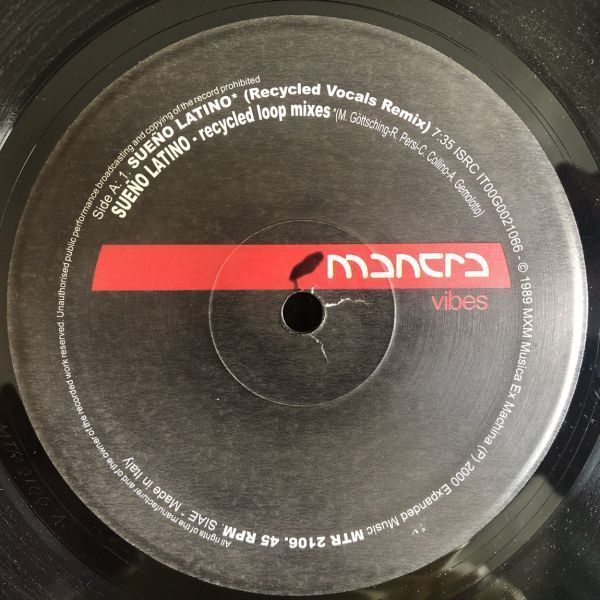 All rights of the manufacturer and of the owner of the recorded work reserved. Unauthorised public performance broadcasting and copying of the record prohibited
Side A: 1. SUEÑO LATINO* (Recycled Vocals Remix) 7:35 ISRC IT00G0021066 - © 1989 MXM Musica Ex Machina (P) 2000 Expanded Music MTR 2106. 45 RPM SIAE * Made in Italy
SUEÑO LATINO - recycled loop mixes *(M. Göttsching-R. Persi-C. Collino-A. Gemolotto)
mantra
vibes